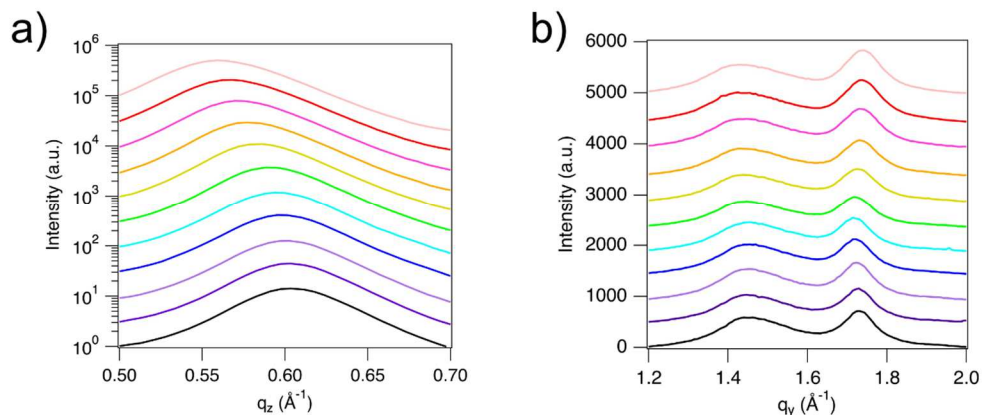 a)
10⁶
10⁵
10⁴
10³
10²
10¹
10⁰
Intensity (a.u.)
0.50 0.55 0.60 0.65 0.70
q_z (Å⁻¹)
b)
6000
5000
4000
3000
2000
1000
0
Intensity (a.u.)
1.2 1.4 1.6 1.8 2.0
q_y (Å⁻¹)